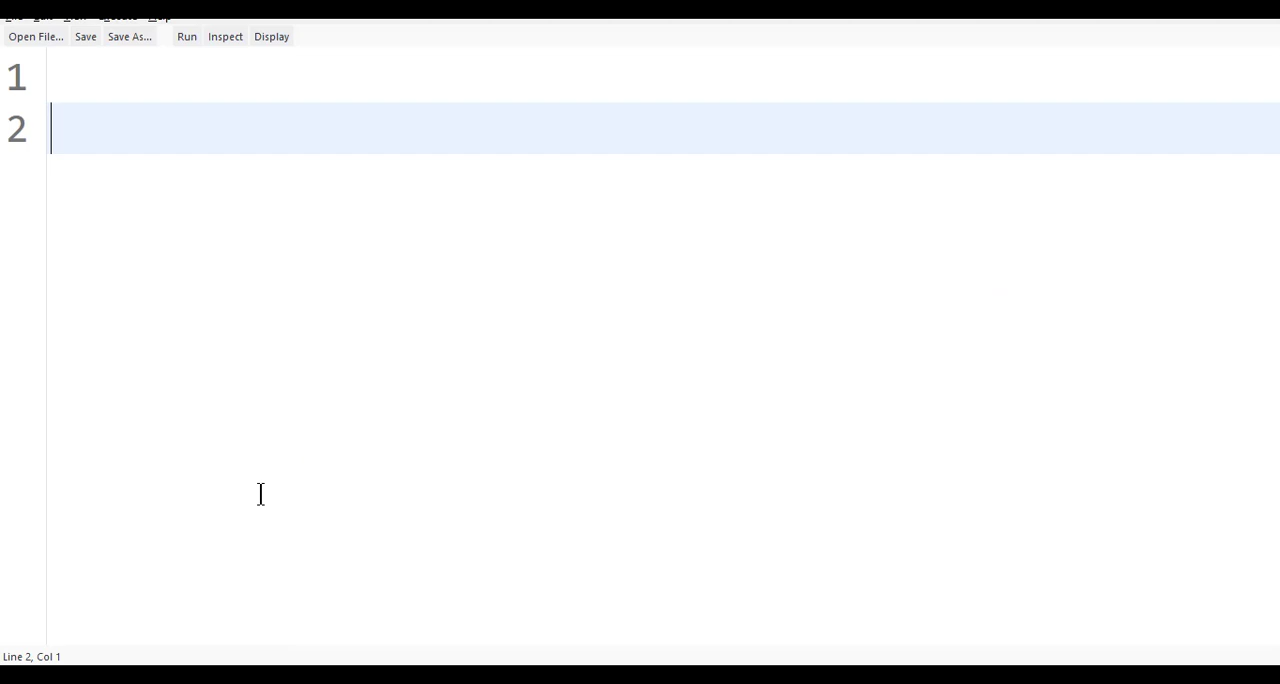 Open File... Save Save As... Run Inspect Display
1
2
Line 2, Col 1